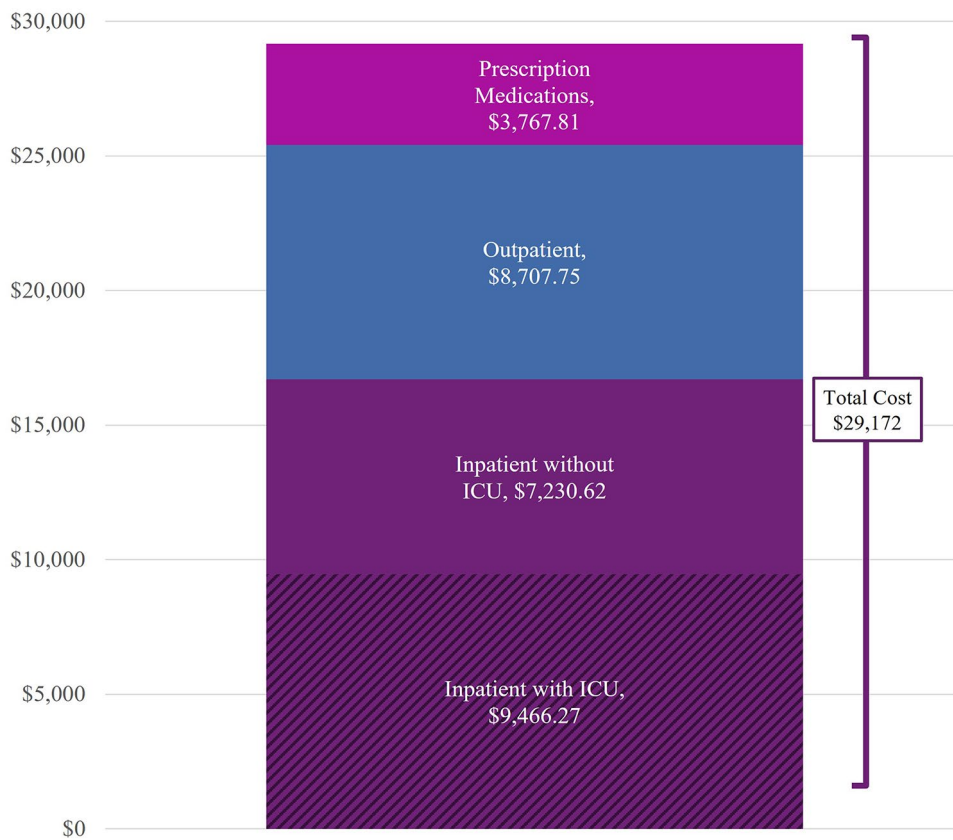 $30,000
Prescription
Medications,
$3,767.81
$25,000
Outpatient,
$8,707.75
$20,000
Total Cost
$29,172
$15,000
Inpatient without
ICU, $7,230.62
$10,000
Inpatient with ICU,
$9,466.27
$5,000
$0